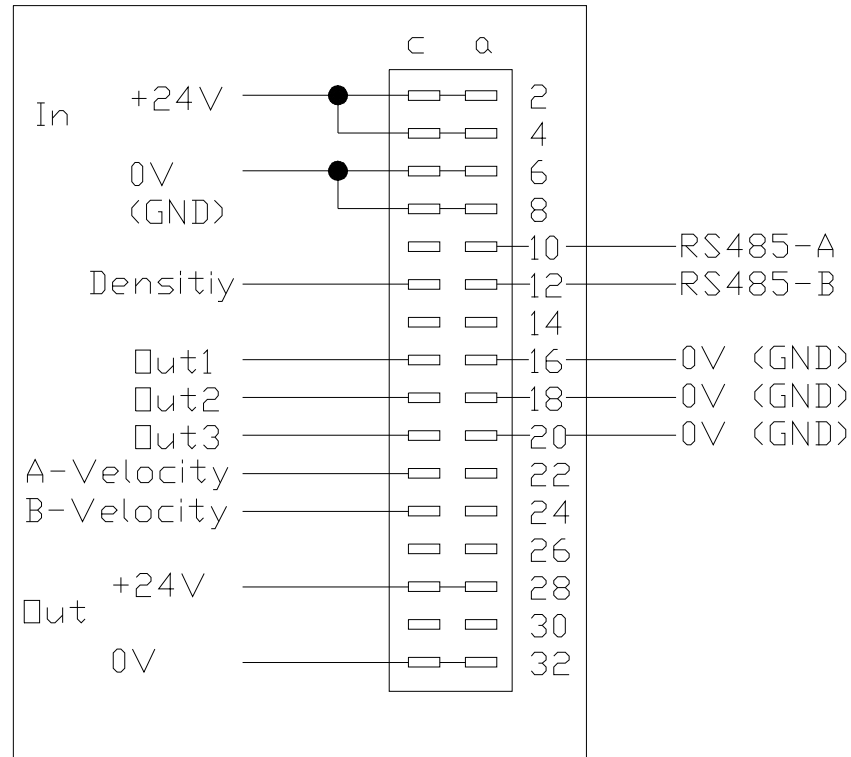 c a
+24V 2
In
4
0V 6
(GND) 8
10 RS485-A
Densitiy 12 RS485-B
14
Out1 16 0V (GND)
Out2 18 0V (GND)
Out3 20 0V (GND)
A-Velocity 22
B-Velocity 24
26
+24V 28
Out 30
0V 32